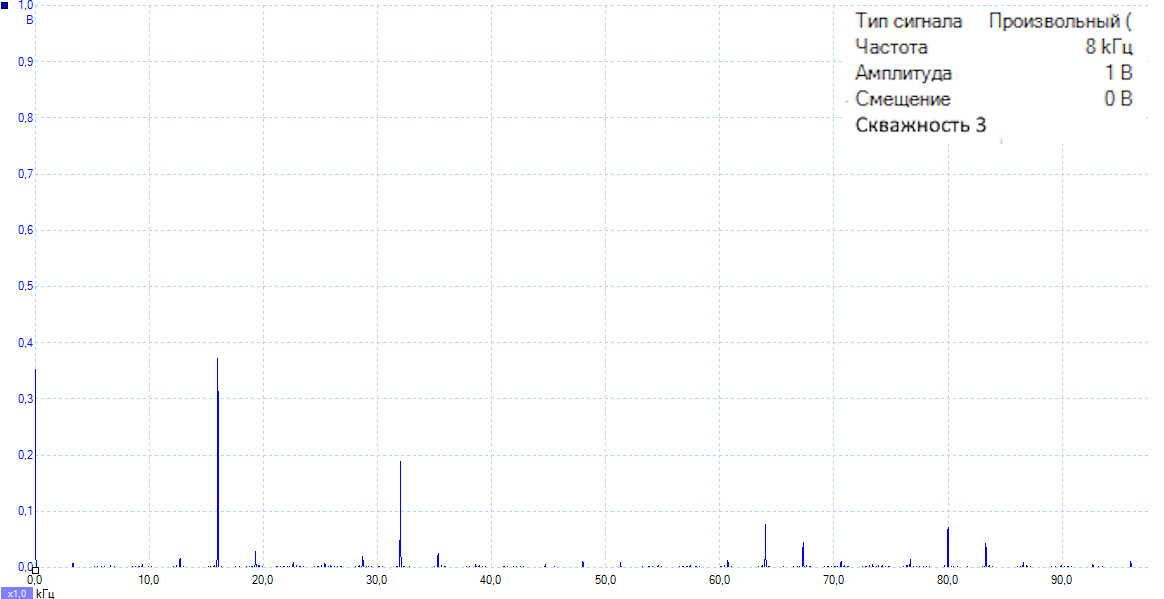 1,0
В
0,9
0,8
0,7
0,6
0,5
0,4
0,3
0,2
0,1
0,0
Тип сигнала Произвольный (
Частота 8 кГц
Амплитуда 1 В
Смещение 0 В
Скважность 3
0,0 10,0 20,0 30,0 40,0 50,0 60,0 70,0 80,0 90,0
x1,0 кГц